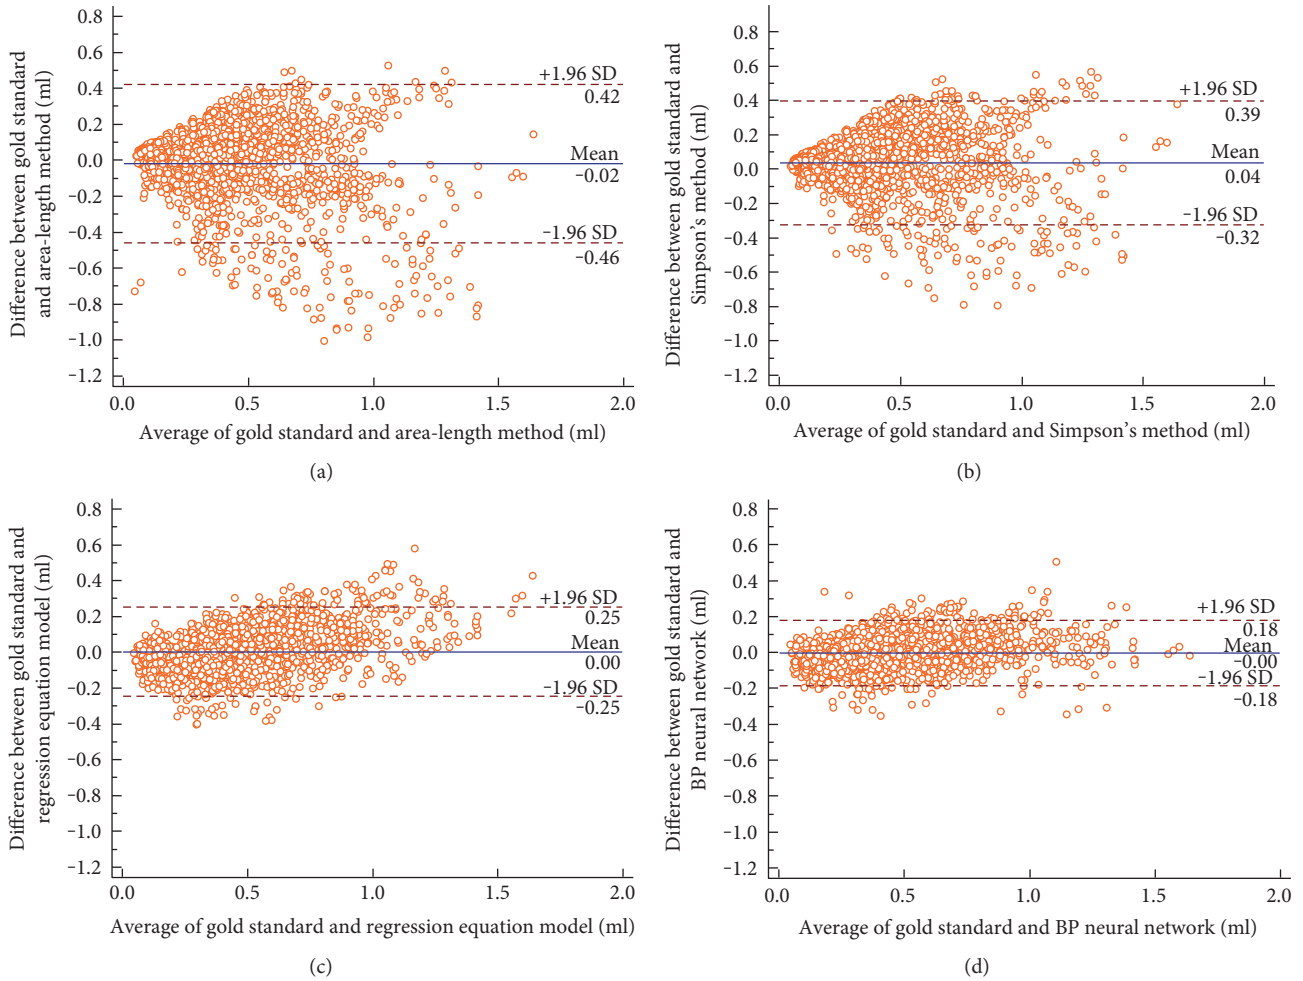 Difference between gold standard
and area-length method (ml)
0.8
0.6
0.4
0.2
0.0
−0.2
−0.4
−0.6
−0.8
−1.0
−1.2
+1.96 SD
0.42
Mean
−0.02
−1.96 SD
−0.46
0.0 0.5 1.0 1.5 2.0
Average of gold standard and area-length method (ml)
(a)
Difference between gold standard and
Simpson's method (ml)
0.8
0.6
0.4
0.2
0.0
−0.2
−0.4
−0.6
−0.8
−1.0
−1.2
+1.96 SD
0.39
Mean
0.04
−1.96 SD
−0.32
0.0 0.5 1.0 1.5 2.0
Average of gold standard and Simpson's method (ml)
(b)
Difference between gold standard and
regression equation model (ml)
0.8
0.6
0.4
0.2
0.0
−0.2
−0.4
−0.6
−0.8
−1.0
−1.2
+1.96 SD
0.25
Mean
0.00
−1.96 SD
−0.25
0.0 0.5 1.0 1.5 2.0
Average of gold standard and regression equation model (ml)
(c)
Difference between gold standard and
BP neural network (ml)
0.8
0.6
0.4
0.2
0.0
−0.2
−0.4
−0.6
−0.8
−1.0
−1.2
+1.96 SD
0.18
Mean
−0.00
−1.96 SD
−0.18
0.0 0.5 1.0 1.5 2.0
Average of gold standard and BP neural network (ml)
(d)